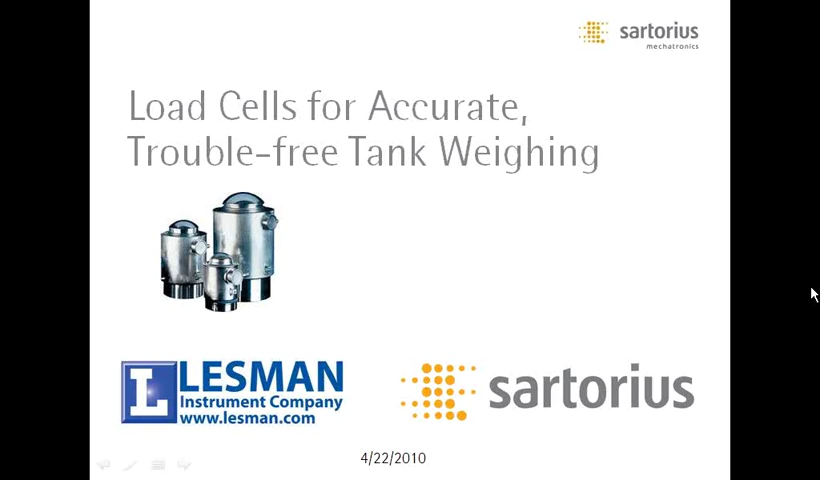 sartorius
mechatronics
Load Cells for Accurate,
Trouble-free Tank Weighing
L LESMAN
Instrument Company
www.lesman.com
sartorius
4/22/2010